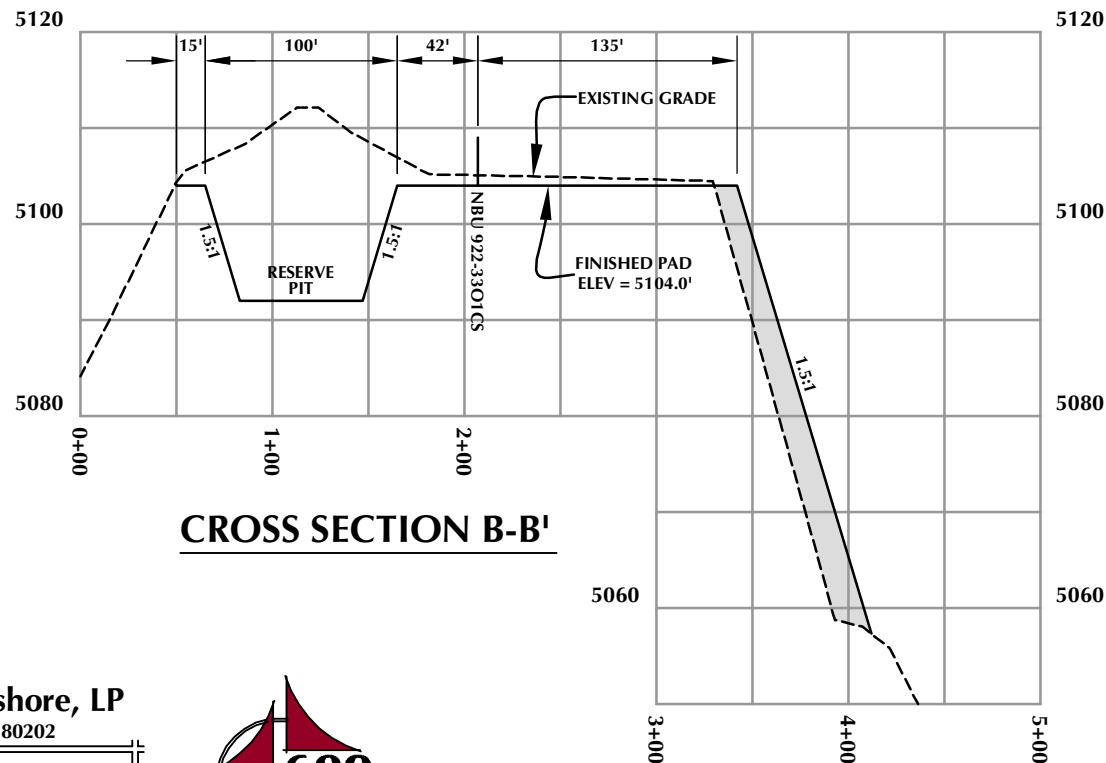 5120
5120
15' 100' 42' 135'
EXISTING GRADE
5100
5100
1.5:1
1.5:1
NBU 922-33O1CS
RESERVE
PIT
FINISHED PAD
ELEV = 5104.0'
1.5:1
5080
5080
0+00
1+00
2+00
CROSS SECTION B-B'
5060
5060
shore, LP
80202
3+00
4+00
5+00